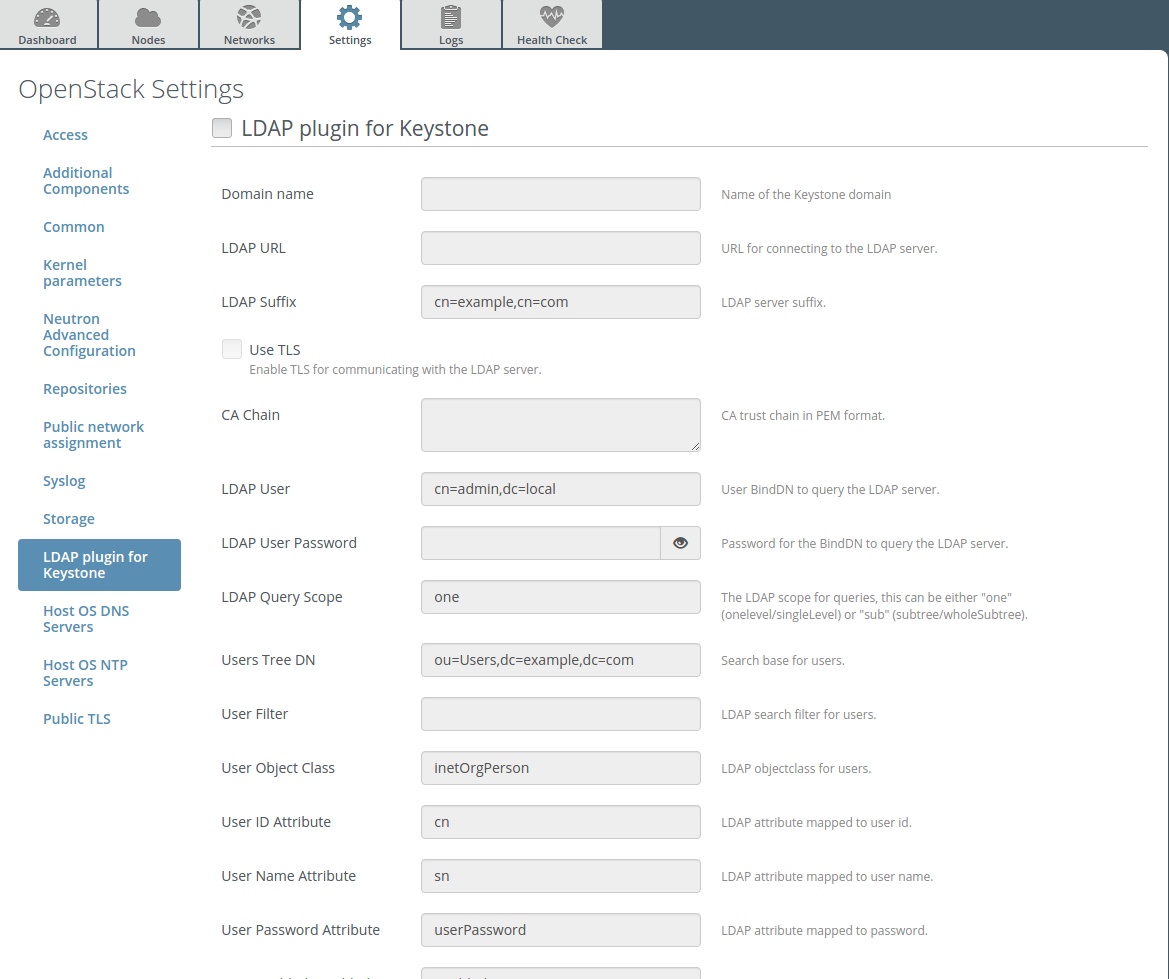 Dashboard
Nodes
Networks
Settings
Logs
Health Check
OpenStack Settings
Access
Additional
Components
Common
Kernel
parameters
Neutron
Advanced
Configuration
Repositories
Public network
assignment
Syslog
Storage
LDAP plugin for
Keystone
Host OS DNS
Servers
Host OS NTP
Servers
Public TLS
LDAP plugin for Keystone
Domain name
Name of the Keystone domain
LDAP URL
URL for connecting to the LDAP server.
LDAP Suffix
cn=example,cn=com
LDAP server suffix.
Use TLS
Enable TLS for communicating with the LDAP server.
CA Chain
CA trust chain in PEM format.
LDAP User
cn=admin,dc=local
User BindDN to query the LDAP server.
LDAP User Password
Password for the BindDN to query the LDAP server.
LDAP Query Scope
one
The LDAP scope for queries, this can be either "one"
(onelevel/singleLevel) or "sub" (subtree/wholeSubtree).
Users Tree DN
ou=Users,dc=example,dc=com
Search base for users.
User Filter
LDAP search filter for users.
User Object Class
inetOrgPerson
LDAP objectclass for users.
User ID Attribute
cn
LDAP attribute mapped to user id.
User Name Attribute
sn
LDAP attribute mapped to user name.
User Password Attribute
userPassword
LDAP attribute mapped to password.